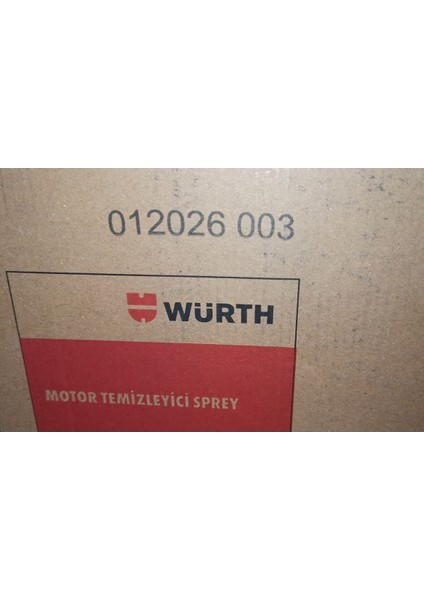 012026 003
WÜRTH
MOTOR TEMİZLEYİCİ SPREY